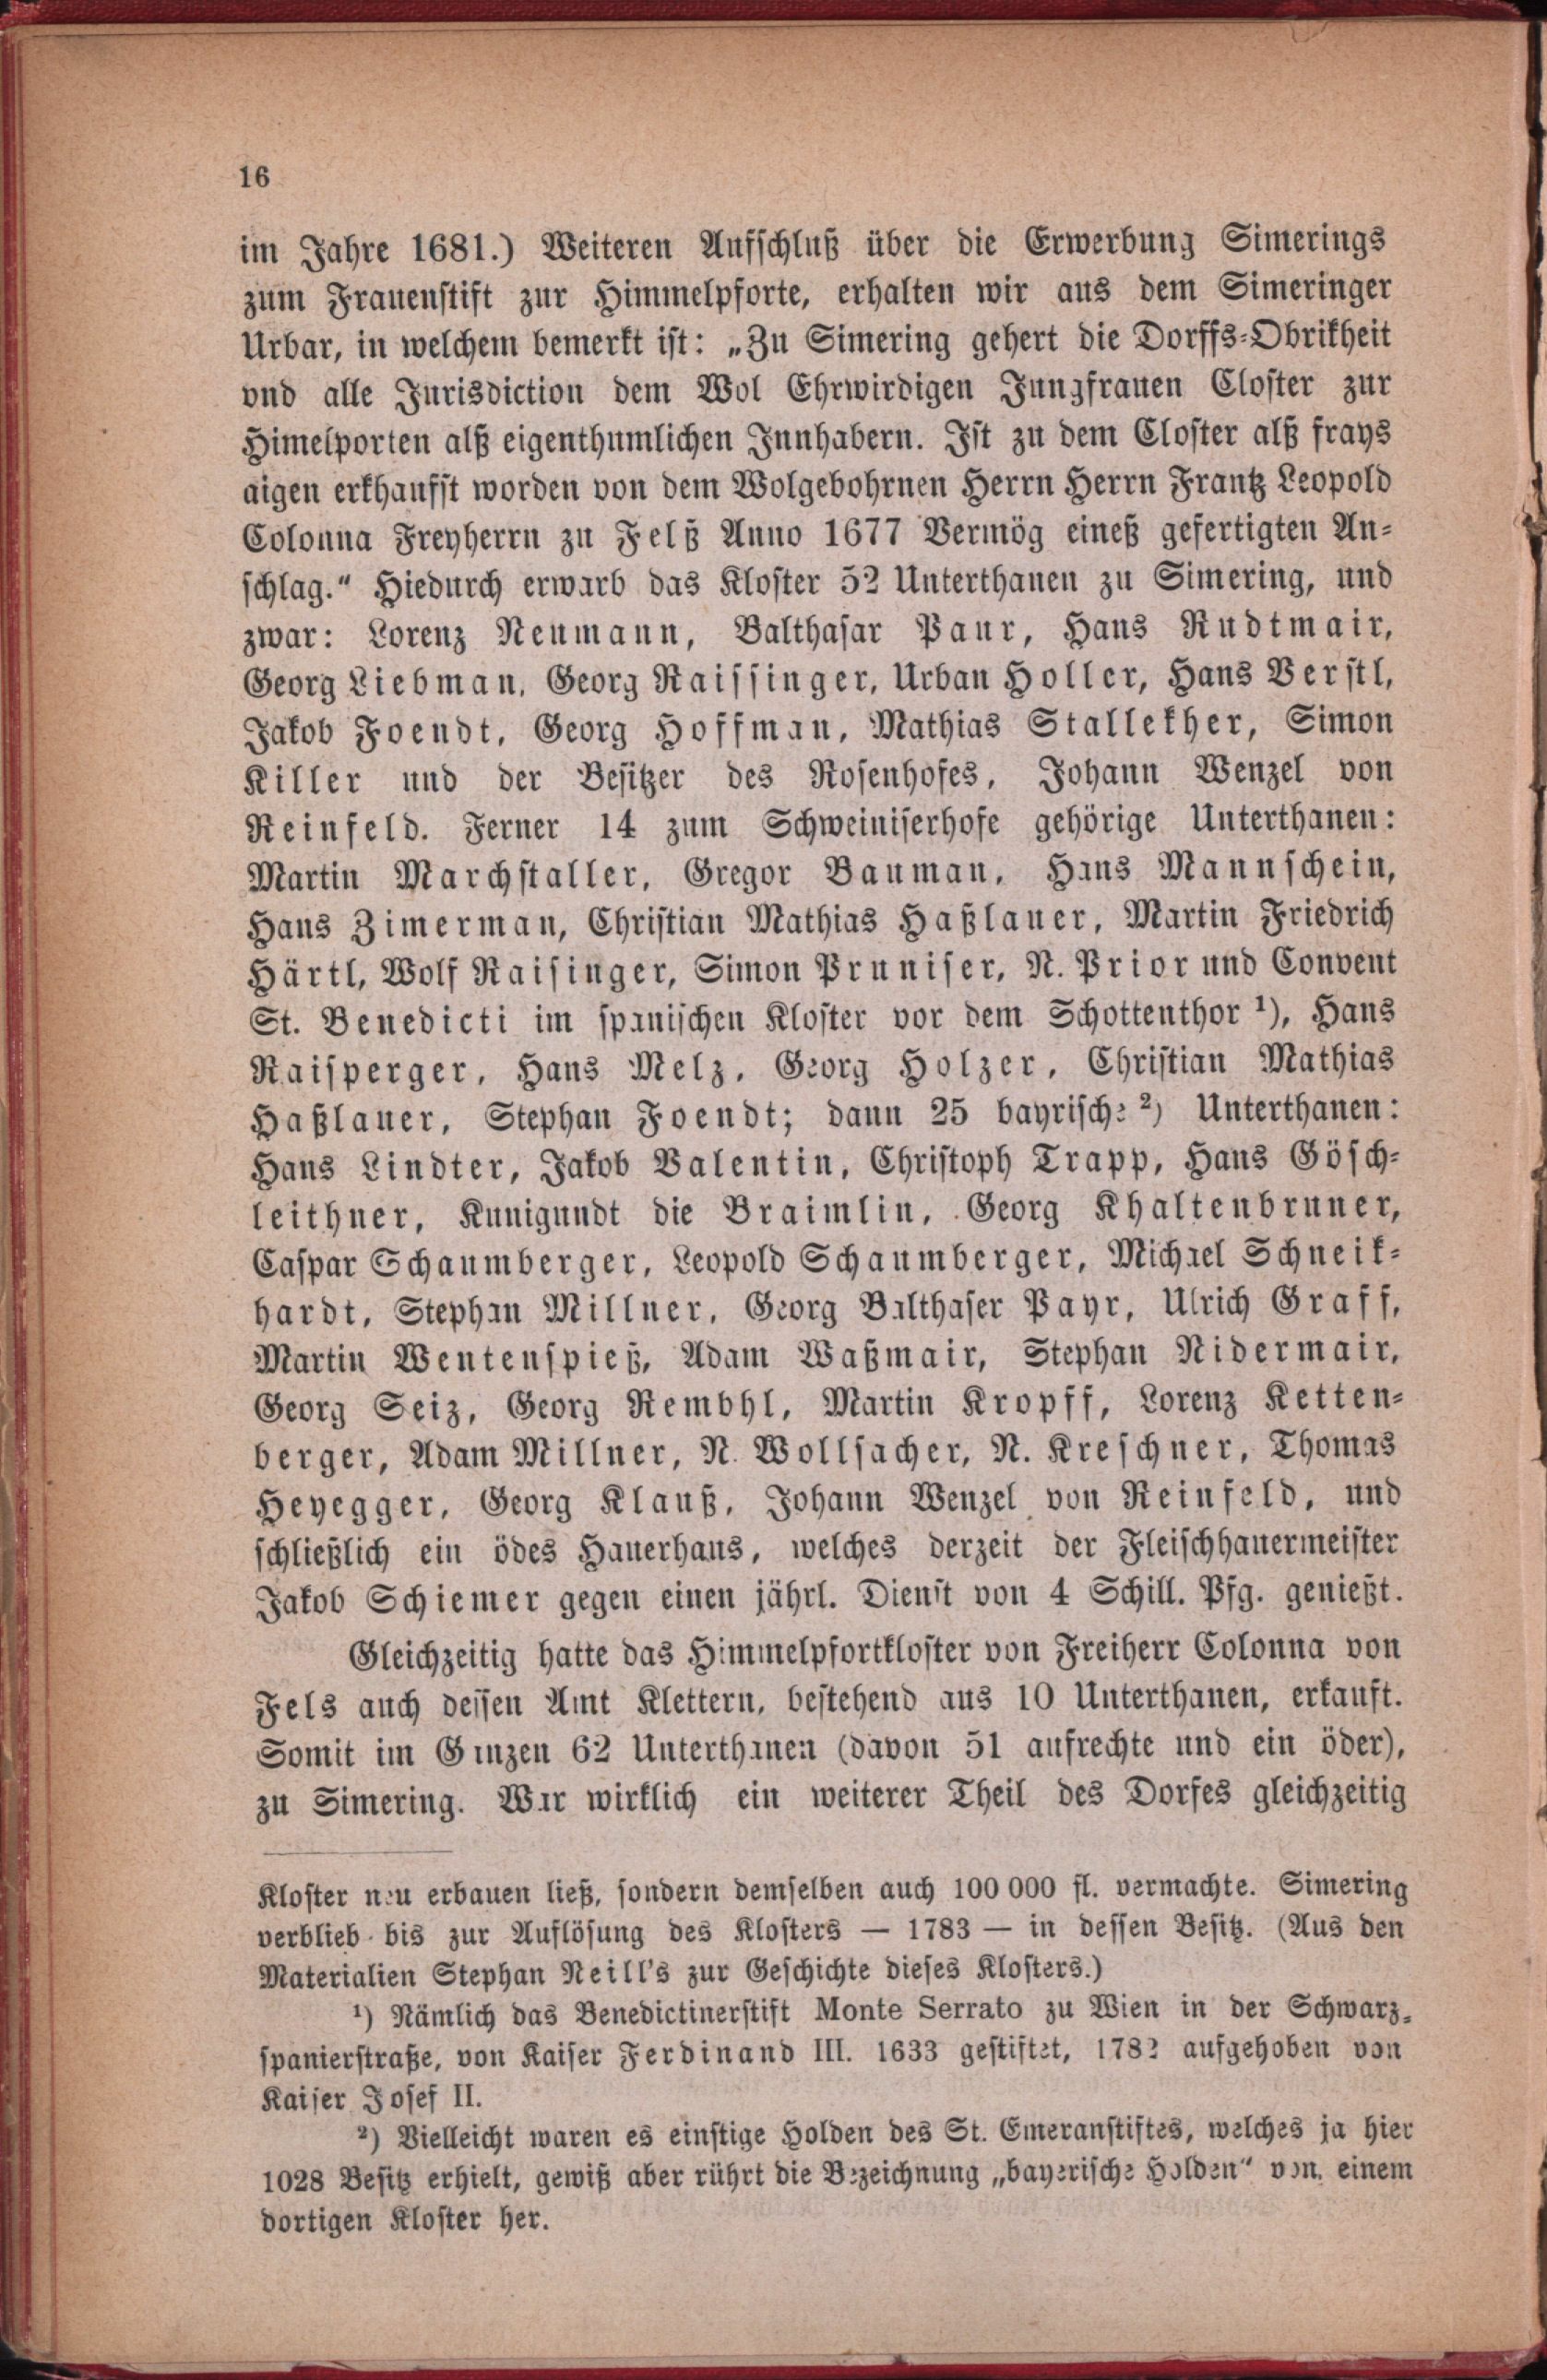 16
im Jahre 1681.) Weiteren Aufschluß über die Erwerbung Simerings
zum Frauenstift zur Himmelpforte, erhalten wir aus dem Simeringer
Urbar, in welchem bemerkt ist: „Zu Simering gehert die Dorffs-Obrikheit
vnd alle Jurisdiction dem Wol Ehrwirdigen Jungfrauen Closter zur
Himelporten alß eigenthumlichen Innhabern. Ist zu dem Closter alß frays
aigen erkhaufft worden von dem Wolgebohrnen Herrn Herrn Frantz Leopold
Colonna Freyherrn zu Felß Anno 1677 Vermög eineß gefertigten An-
schlag.“ Hiedurch erwarb das Kloster 52 Unterthanen zu Simering, und
zwar: Lorenz Neumann, Balthasar Paur, Hans Rudtmair,
Georg Liebman, Georg Raissinger, Urban Holler, Hans Verstl,
Jakob Foendt, Georg Hoffman, Mathias Stallekher, Simon
Killer und der Besitzer des Rosenhofes, Johann Wenzel von
Reinfeld. Ferner 14 zum Schweiniserhofe gehörige Unterthanen:
Martin Marchstaller, Gregor Bauman, Hans Mannschein,
Hans Zimerman, Christian Mathias Haßlauer, Martin Friedrich
Härtl, Wolf Raisinger, Simon Pruniser, N. Prior und Convent
St. Benedicti im spanischen Kloster vor dem Schottenthor ¹), Hans
Raisperger, Hans Melz, Georg Holzer, Christian Mathias
Haßlauer, Stephan Foendt; dann 25 bayrische ²) Unterthanen:
Hans Lindter, Jakob Valentin, Christoph Trapp, Hans Gösch-
leithner, Kunigundt die Braimlin, Georg Khaltenbruner,
Caspar Schaumberger, Leopold Schaumberger, Michael Schneik-
hardt, Stephan Millner, Georg Balthaser Payr, Ulrich Graff,
Martin Wentenspieß, Adam Waßmair, Stephan Nidermair,
Georg Seiz, Georg Rembhl, Martin Kropff, Lorenz Ketten-
berger, Adam Millner, N. Wollsacher, N. Kreschner, Thomas
Heyegger, Georg Klauß, Johann Wenzel von Reinfeld, und
schließlich ein ödes Hauerhaus, welches derzeit der Fleischhauermeister
Jakob Schiemer gegen einen jährl. Dienst von 4 Schill. Pfg. genießt.
Gleichzeitig hatte das Himmelpfortkloster von Freiherr Colonna von
Fels auch dessen Amt Klettern, bestehend aus 10 Unterthanen, erkauft.
Somit im Ganzen 62 Unterthanen (davon 51 aufrechte und ein öder),
zu Simering. War wirklich ein weiterer Theil des Dorfes gleichzeitig
Kloster neu erbauen ließ, sondern demselben auch 100 000 fl. vermachte. Simering
verblieb bis zur Auflösung des Klosters — 1783 — in dessen Besitz. (Aus den
Materialien Stephan Neill's zur Geschichte dieses Klosters.)
¹) Nämlich das Benedictinerstift Monte Serrato zu Wien in der Schwarz-
spanierstraße, von Kaiser Ferdinand III. 1633 gestiftet, 1782 aufgehoben von
Kaiser Josef II.
²) Vielleicht waren es einstige Holden des St. Emeranstiftes, welches ja hier
1028 Besitz erhielt, gewiß aber rührt die Bezeichnung „bayerische Holden“ von einem
dortigen Kloster her.